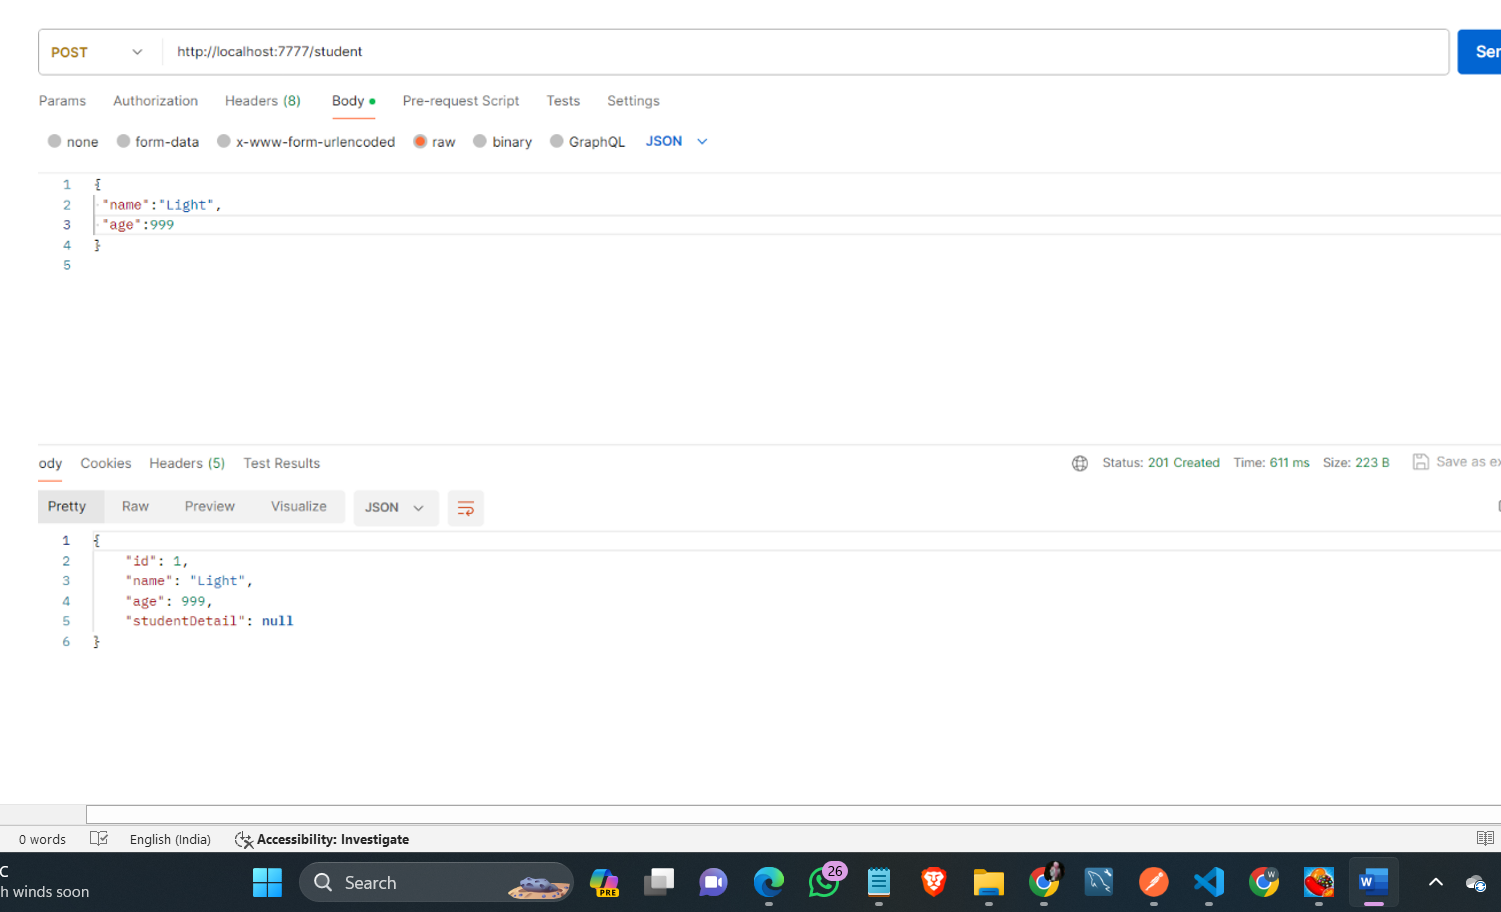 POST http://localhost:7777/student
Params Authorization Headers (8) Body Pre-request Script Tests Settings
none form-data x-www-form-urlencoded raw binary GraphQL JSON
1 {
2 "name":"Light",
3 "age":999
4 }
5
Cookies Headers (5) Test Results Status: 201 Created Time: 611 ms Size: 223 B Save as
Pretty Raw Preview Visualize JSON
1 {
2 "id": 1,
3 "name": "Light",
4 "age": 999,
5 "studentDetail": null
6 }
0 words English (India) Accessibility: Investigate
C
h winds soon
Search
PRE
26
W
W